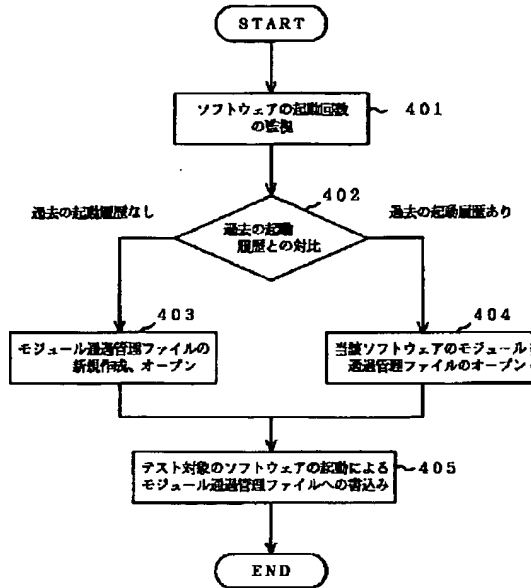 START
ソフトウェアの起動回数
の監視
401
402
過去の起動履歴なし
過去の起動履歴あり
過去の起動
履歴との対比
403
404
モジュール通過管理ファイルの
新規作成、オープン
当該ソフトウェアのモジュール
通過管理ファイルのオープン
テスト対象のソフトウェアの起動による
モジュール通過管理ファイルへの書込み
405
END